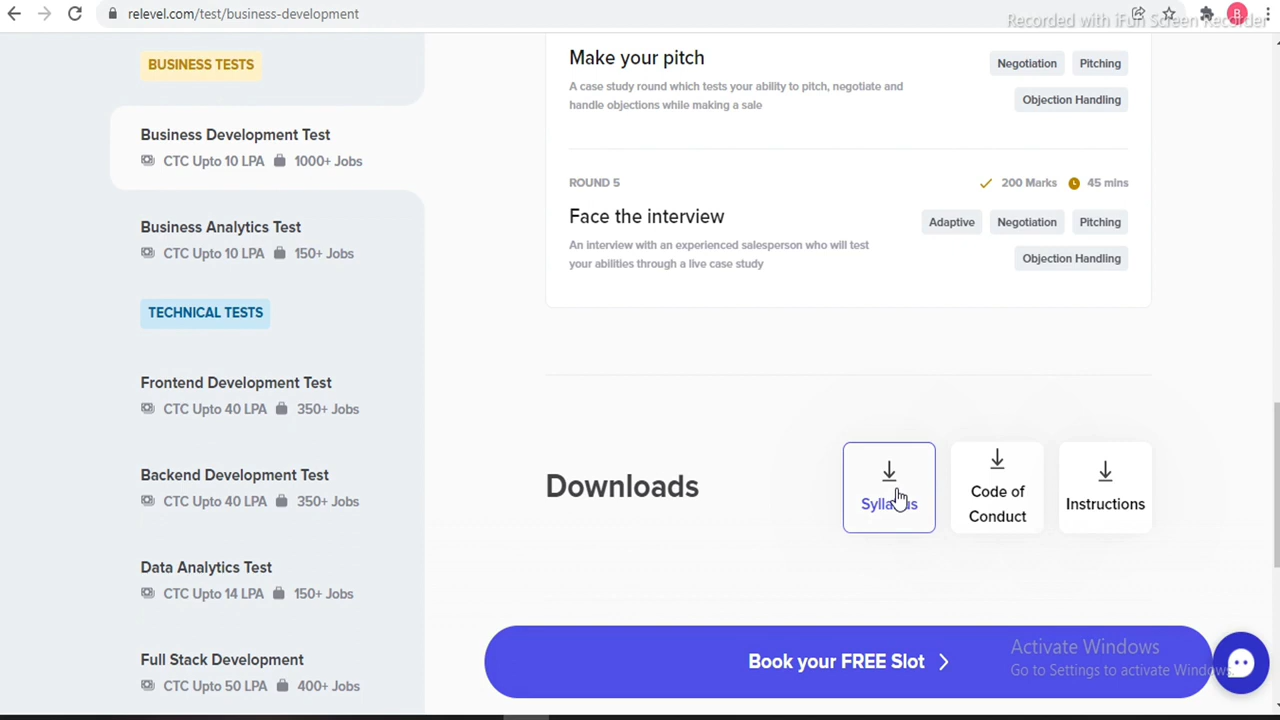 relevel.com/test/business-development
Recorded with iFun Screen Recorder
B
BUSINESS TESTS
Business Development Test
CTC Upto 10 LPA 1000+ Jobs
Business Analytics Test
CTC Upto 10 LPA 150+ Jobs
TECHNICAL TESTS
Frontend Development Test
CTC Upto 40 LPA 350+ Jobs
Backend Development Test
CTC Upto 40 LPA 350+ Jobs
Data Analytics Test
CTC Upto 14 LPA 150+ Jobs
Full Stack Development
CTC Upto 50 LPA 400+ Jobs
Make your pitch
Negotiation Pitching
A case study round which tests your ability to pitch, negotiate and
handle objections while making a sale
Objection Handling
ROUND 5
200 Marks 45 mins
Face the interview
Adaptive Negotiation Pitching
An interview with an experienced salesperson who will test
your abilities through a live case study
Objection Handling
Downloads
Syllabus
Code of
Conduct
Instructions
Book your FREE Slot
Activate Windows
Go to Settings to activate Windows.